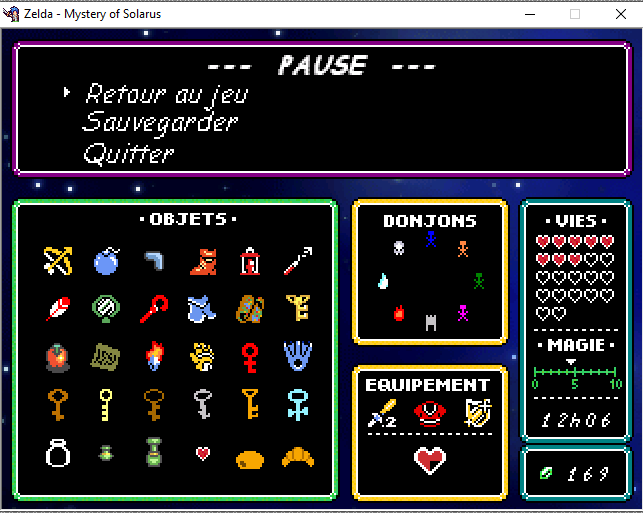 Zelda - Mystery of Solarus
--- PAUSE ---
Retour au jeu
Sauvegarder
Quitter
·OBJETS·
DONJONS
·VIES·
·MAGIE·
0 5 10
EQUIPEMENT
2
12h06
169